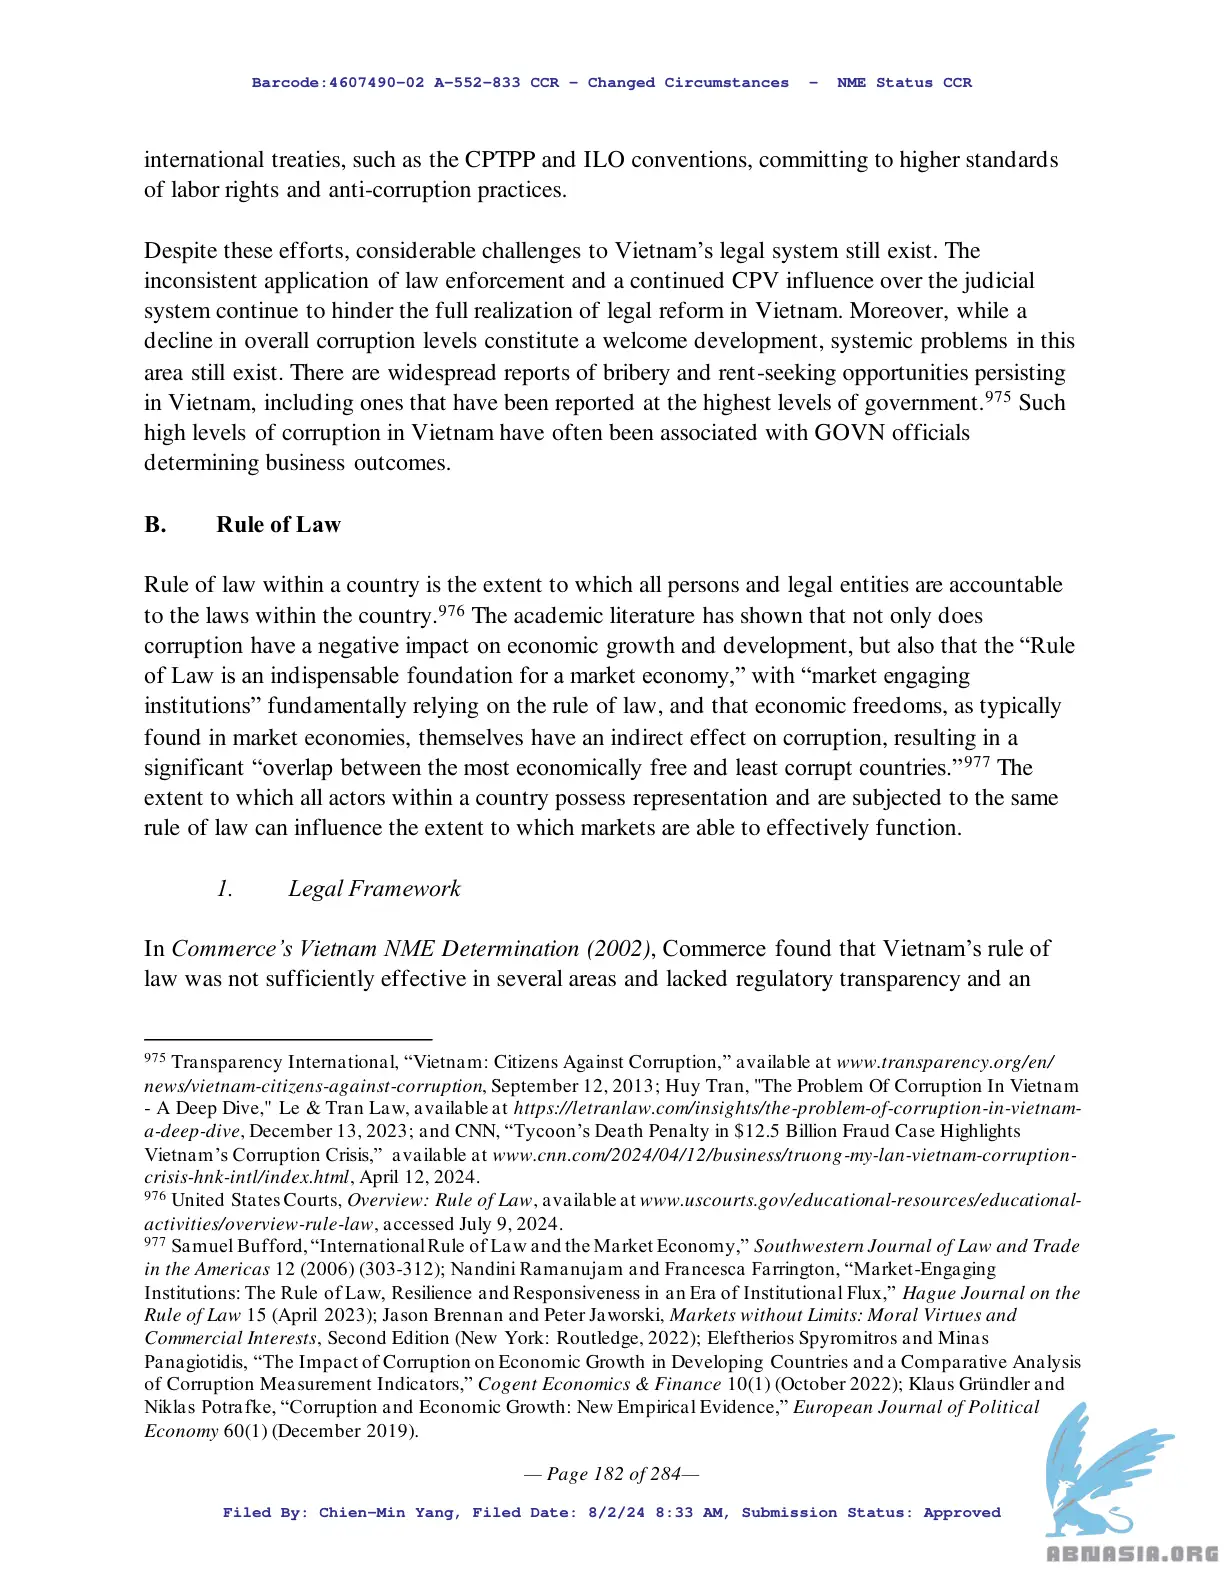 Barcode:4607490-02 A-552-833 CCR - Changed Circumstances - NME Status CCR
international treaties, such as the CPTPP and ILO conventions, committing to higher standards
of labor rights and anti-corruption practices.
Despite these efforts, considerable challenges to Vietnam’s legal system still exist. The
inconsistent application of law enforcement and a continued CPV influence over the judicial
system continue to hinder the full realization of legal reform in Vietnam. Moreover, while a
decline in overall corruption levels constitute a welcome development, systemic problems in this
area still exist. There are widespread reports of bribery and rent-seeking opportunities persisting
in Vietnam, including ones that have been reported at the highest levels of government.975 Such
high levels of corruption in Vietnam have often been associated with GOVN officials
determining business outcomes.
B. Rule of Law
Rule of law within a country is the extent to which all persons and legal entities are accountable
to the laws within the country.976 The academic literature has shown that not only does
corruption have a negative impact on economic growth and development, but also that the “Rule
of Law is an indispensable foundation for a market economy,” with “market engaging
institutions” fundamentally relying on the rule of law, and that economic freedoms, as typically
found in market economies, themselves have an indirect effect on corruption, resulting in a
significant “overlap between the most economically free and least corrupt countries.”977 The
extent to which all actors within a country possess representation and are subjected to the same
rule of law can influence the extent to which markets are able to effectively function.
1. Legal Framework
In Commerce’s Vietnam NME Determination (2002), Commerce found that Vietnam’s rule of
law was not sufficiently effective in several areas and lacked regulatory transparency and an
975 Transparency International, “Vietnam: Citizens Against Corruption,” available at www.transparency.org/en/
news/vietnam-citizens-against-corruption, September 12, 2013; Huy Tran, "The Problem Of Corruption In Vietnam
- A Deep Dive," Le & Tran Law, available at https://letranlaw.com/insights/the-problem-of-corruption-in-vietnam-
a-deep-dive, December 13, 2023; and CNN, “Tycoon’s Death Penalty in $12.5 Billion Fraud Case Highlights
Vietnam’s Corruption Crisis,” available at www.cnn.com/2024/04/12/business/truong-my-lan-vietnam-corruption-
crisis-hnk-intl/index.html, April 12, 2024.
976 United States Courts, Overview: Rule of Law, available at www.uscourts.gov/educational-resources/educational-
activities/overview-rule-law, accessed July 9, 2024.
977 Samuel Bufford, “International Rule of Law and the Market Economy,” Southwestern Journal of Law and Trade
in the Americas 12 (2006) (303-312); Nandini Ramanujam and Francesca Farrington, “Market-Engaging
Institutions: The Rule of Law, Resilience and Responsiveness in an Era of Institutional Flux,” Hague Journal on the
Rule of Law 15 (April 2023); Jason Brennan and Peter Jaworski, Markets without Limits: Moral Virtues and
Commercial Interests, Second Edition (New York: Routledge, 2022); Eleftherios Spyromitros and Minas
Panagiotidis, “The Impact of Corruption on Economic Growth in Developing Countries and a Comparative Analysis
of Corruption Measurement Indicators,” Cogent Economics & Finance 10(1) (October 2022); Klaus Gründler and
Niklas Potrafke, “Corruption and Economic Growth: New Empirical Evidence,” European Journal of Political
Economy 60(1) (December 2019).
— Page 182 of 284—
Filed By: Chien-Min Yang, Filed Date: 8/2/24 8:33 AM, Submission Status: Approved
ABNASIA.ORG